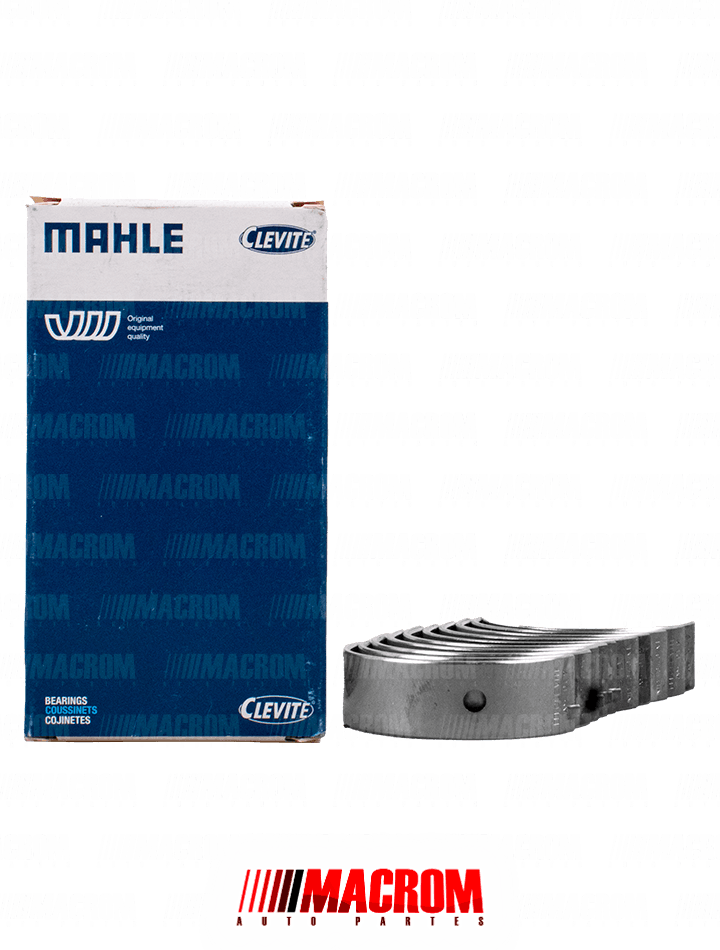 MAHLE
CLEVITE®
Original
equipment
quality
BEARINGS
COUSSINETS
COJINETES
CLEVITE®
MACROM
AUTO PARTES